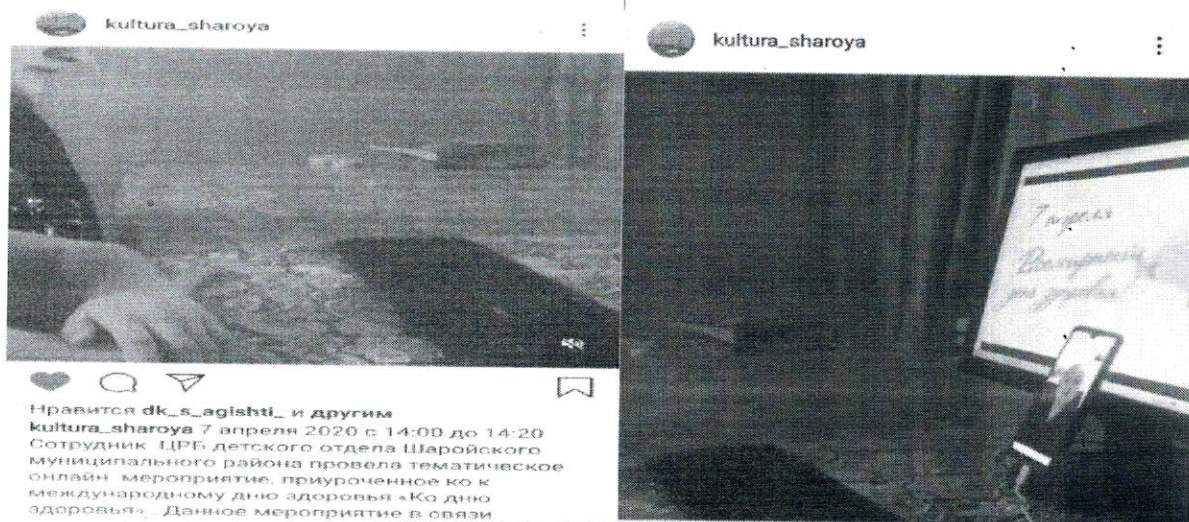 kultura_sharoya
Нравится dk_s_agishti_ и другим
kultura_sharoya 7 апреля 2020 с 14:00 до 14:20
Сотрудник ЦРБ детского отдела Шаройского
муниципального района провела тематическое
онлайн мероприятие, приуроченное ко к
международному дню здоровья «Ко дню
здоровья». Данное мероприятие в связи
kultura_sharoya
7 апреля
Всемирный
день здоровья!